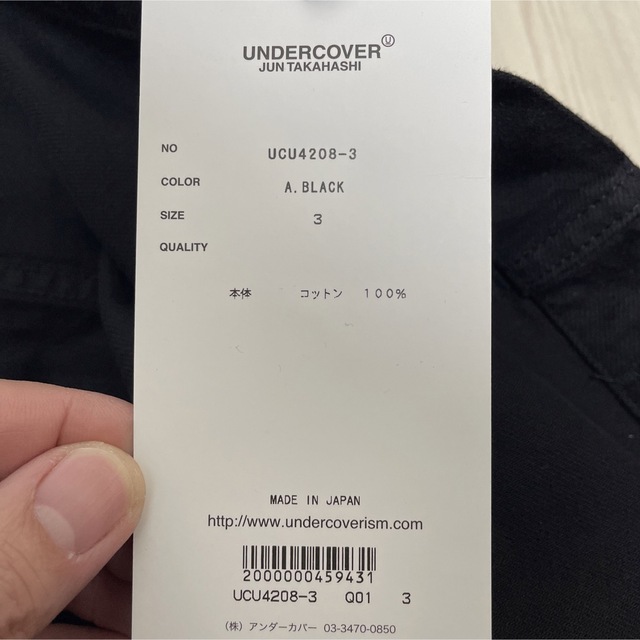 UNDERCOVER U
JUN TAKAHASHI
NO UCU4208-3
COLOR A.BLACK
SIZE 3
QUALITY
本体 コットン 100%
MADE IN JAPAN
http://www.undercoverism.com
2000000459431
UCU4208-3 Q01 3
(株) アンダーカバー 03-3470-0850